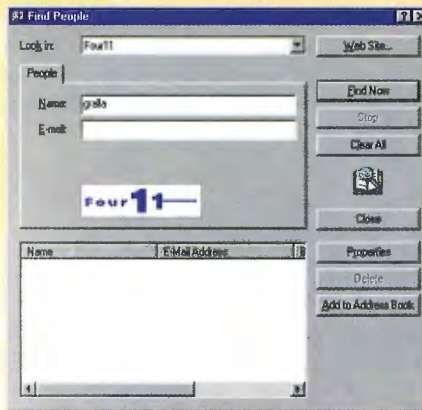 Find People
Look in: Four11
Web Site...
People
Name: gralla
E-mail:
Find Now
Stop
Clear All
Four11
Close
Name E-Mail Address B
Properties
Delete
Add to Address Book